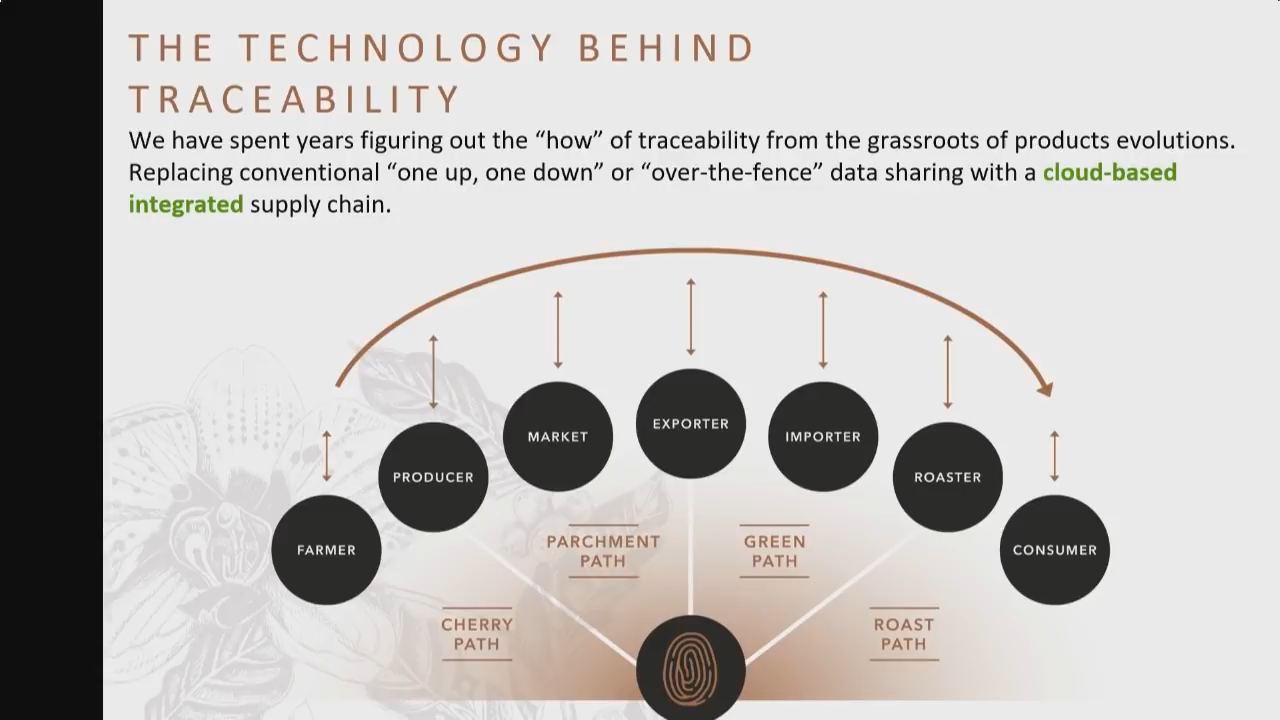 THE TECHNOLOGY BEHIND
TRACEABILITY
We have spent years figuring out the “how” of traceability from the grassroots of products evolutions.
Replacing conventional “one up, one down” or “over-the-fence” data sharing with a cloud-based
integrated supply chain.
FARMER
PRODUCER
MARKET
EXPORTER
IMPORTER
ROASTER
CONSUMER
CHERRY
PATH
PARCHMENT
PATH
GREEN
PATH
ROAST
PATH